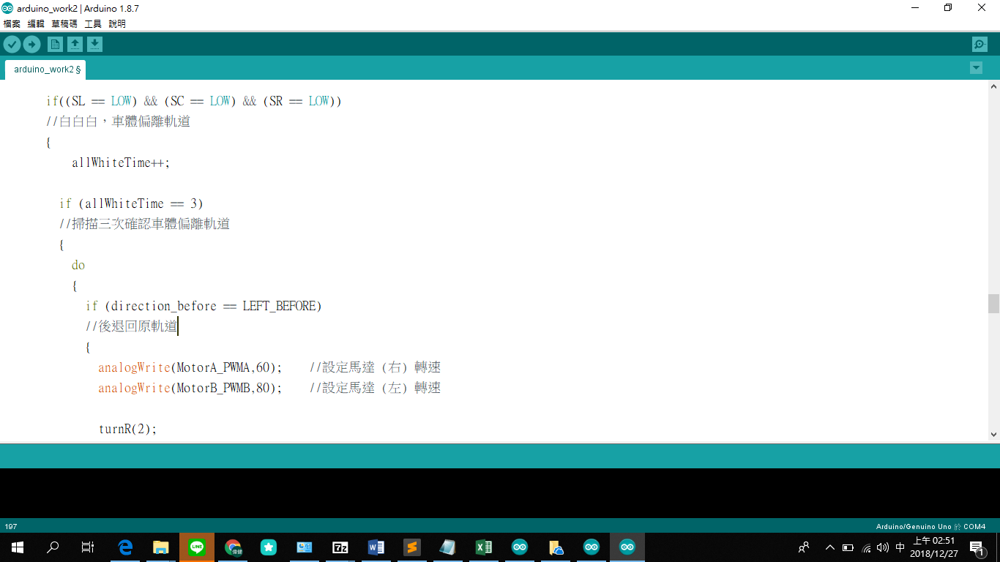 arduino_work2 | Arduino 1.8.7
檔案 編輯 草稿碼 工具 說明
arduino_work2 §
if((SL == LOW) && (SC == LOW) && (SR == LOW))
//白白白，車體偏離軌道
{
allWhiteTime++;
if (allWhiteTime == 3)
//掃描三次確認車體偏離軌道
{
do
{
if (direction_before == LEFT_BEFORE)
//後退回原軌道
{
analogWrite(MotorA_PWMA,60); //設定馬達 (右) 轉速
analogWrite(MotorB_PWMB,80); //設定馬達 (左) 轉速
turnR(2);
197
Arduino/Genuino Uno 於 COM4
LINE
7z
中
上午 02:51
2018/12/27
1